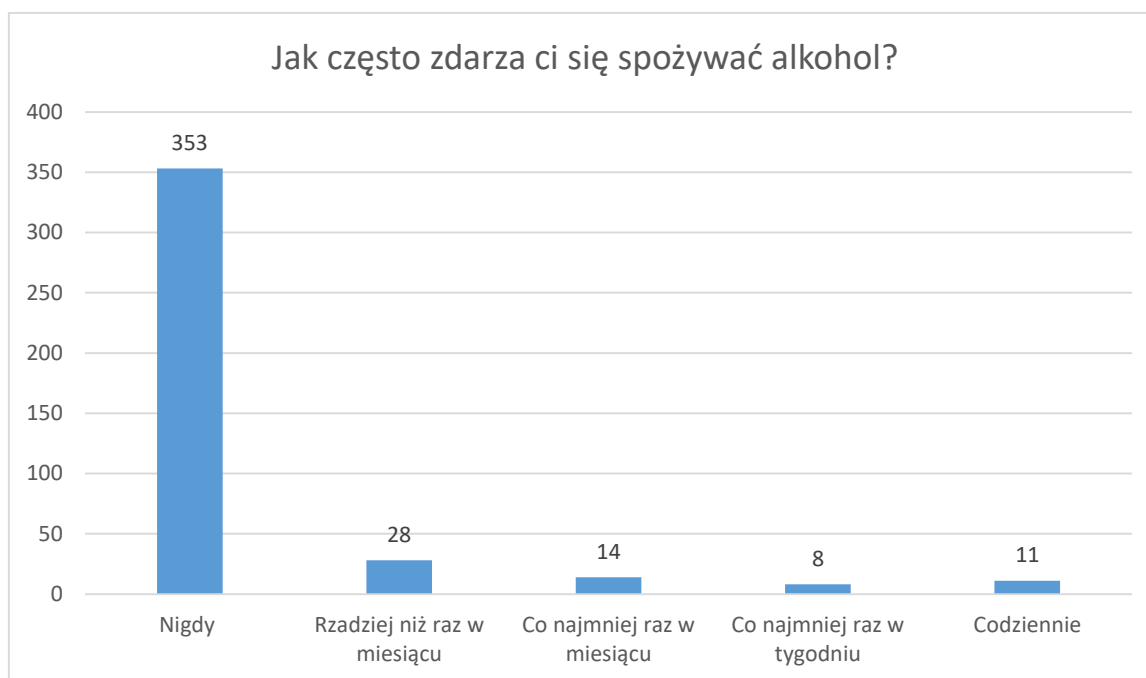 Jak często zdarza ci się spożywać alkohol?
400
350
300
250
200
150
100
50
0
353
28
14
8
11
Nigdy
Rzadziej niż raz w
miesiącu
Co najmniej raz w
miesiącu
Co najmniej raz w
tygodniu
Codziennie